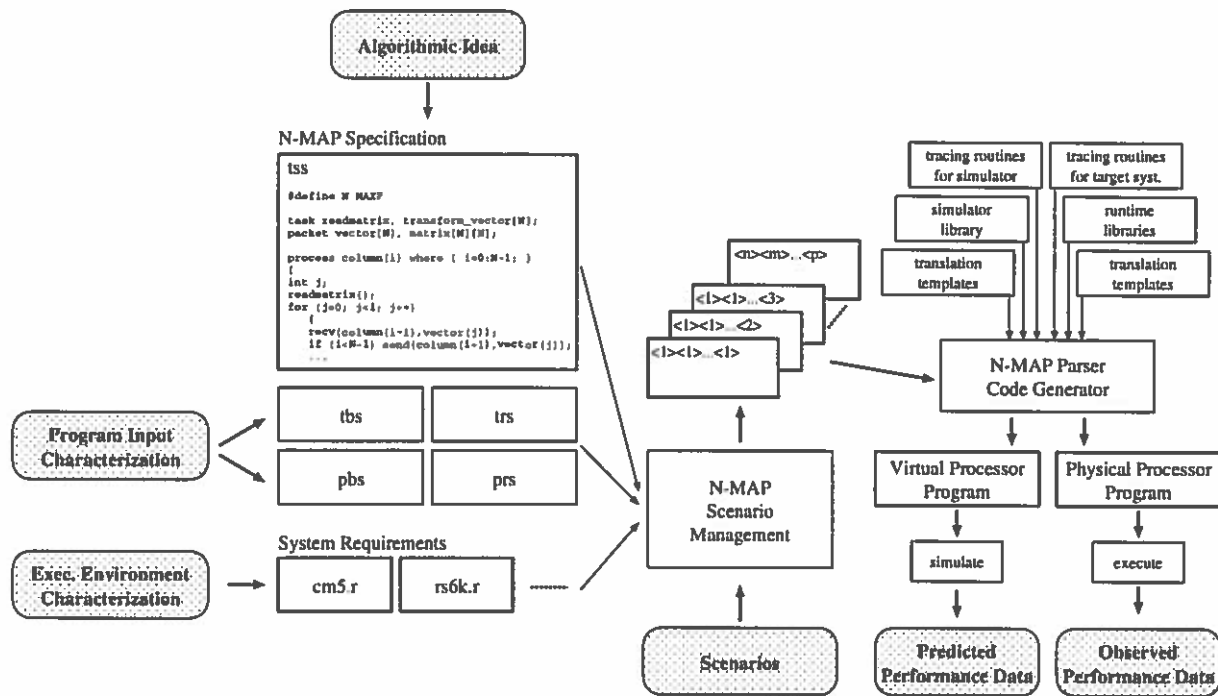 Algorithmic Idea
N-MAP Specification
tss
#define N MAXP
task readmatrix, transform_vector[N];
packet vector[N], matrix[N][N];
process column(i) where { i=0:N-1; }
{
int j;
readmatrix();
for (j=0; j<i; j++)
{
recv(column(i-1),vector(j));
if (i<N-1) send(column(i+1),vector(j));
...
tbs
trs
pbs
prs
Program Input
Characterization
System Requirements
cm5.r
rs6k.r
Exec. Environment
Characterization
<n><m>...<p>
<1><1>...<3>
<1><1>...<2>
<1><1>...<1>
N-MAP
Scenario
Management
Scenarios
tracing routines
for simulator
tracing routines
for target syst.
simulator
library
runtime
libraries
translation
templates
translation
templates
N-MAP Parser
Code Generator
Virtual Processor
Program
Physical Processor
Program
simulate
execute
Predicted
Performance Data
Observed
Performance Data